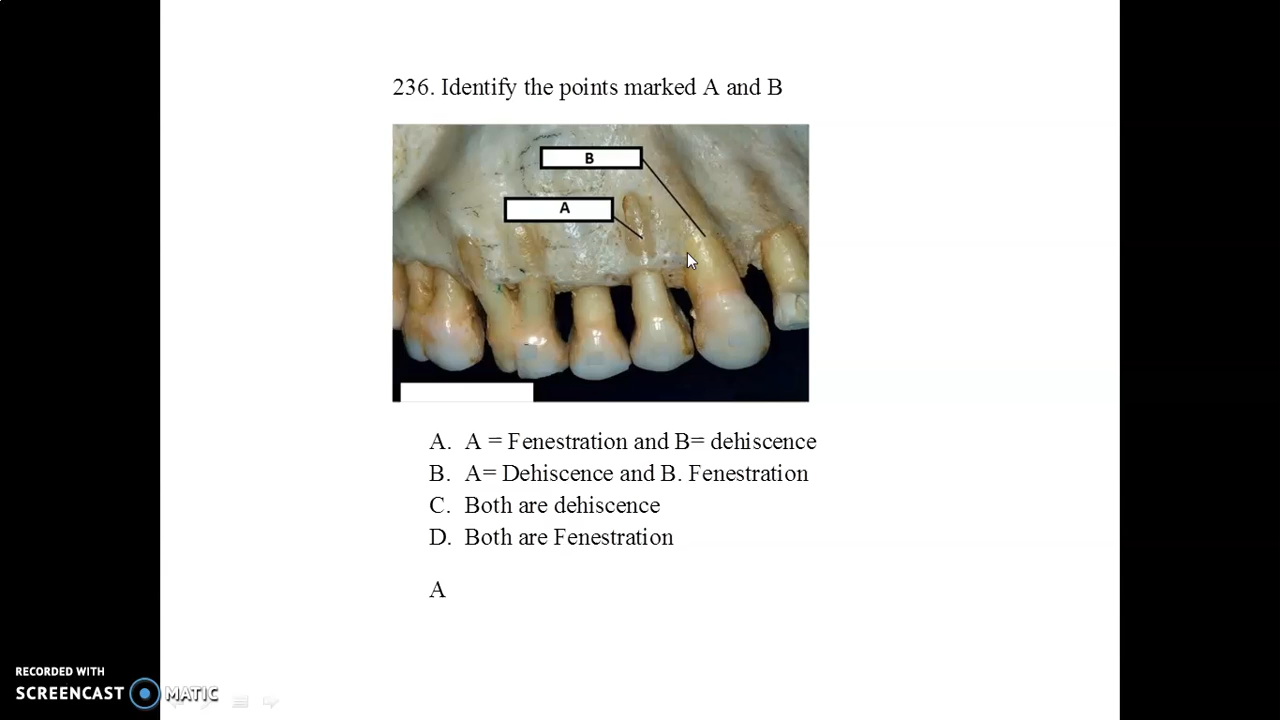 236. Identify the points marked A and B
B
A
A. A = Fenestration and B= dehiscence
B. A= Dehiscence and B. Fenestration
C. Both are dehiscence
D. Both are Fenestration
A
RECORDED WITH
SCREENCAST MATIC